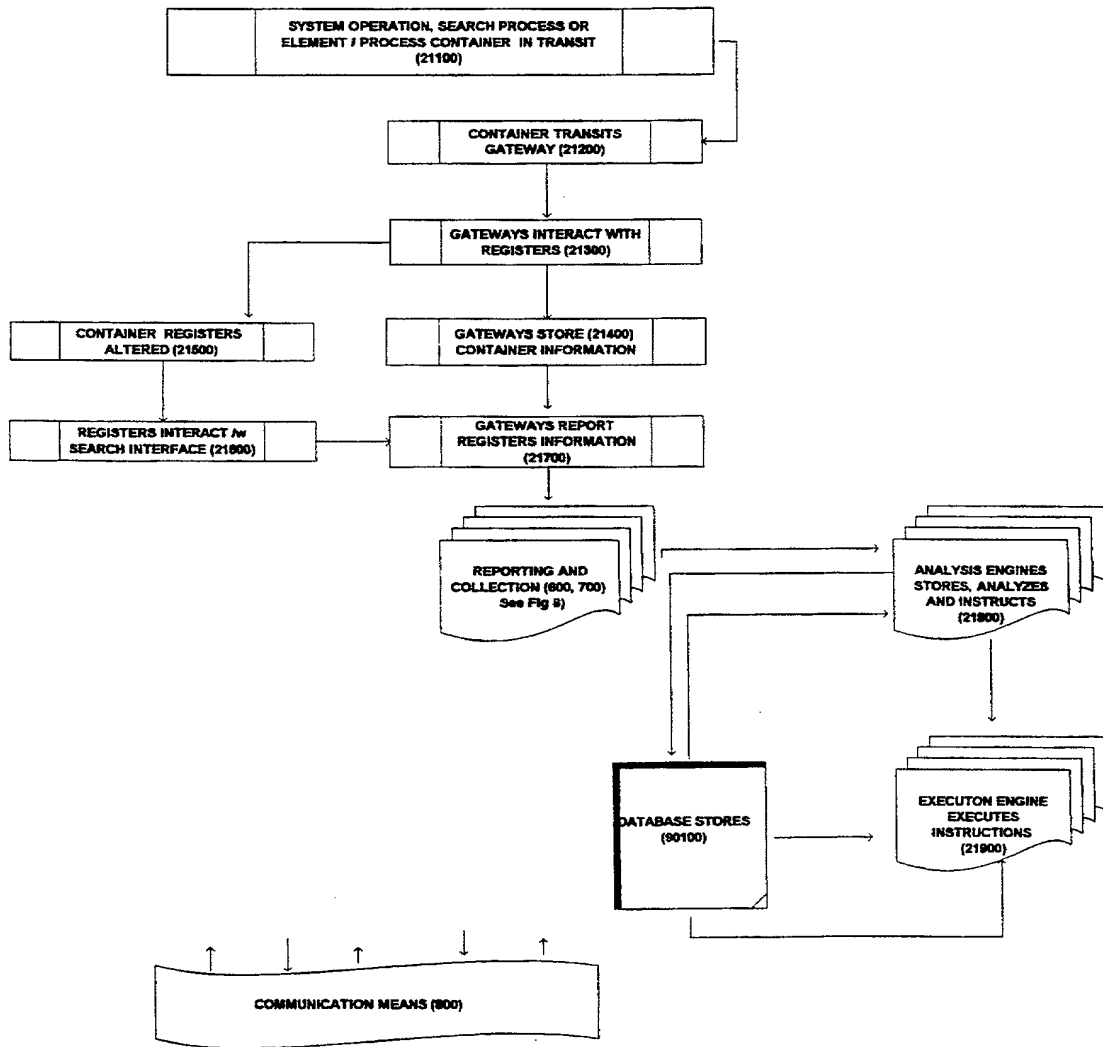 SYSTEM OPERATION, SEARCH PROCESS OR
ELEMENT / PROCESS CONTAINER IN TRANSIT
(21100)
CONTAINER TRANSITS
GATEWAY (21200)
GATEWAYS INTERACT WITH
REGISTERS (21300)
CONTAINER REGISTERS
ALTERED (21500)
GATEWAYS STORE (21400)
CONTAINER INFORMATION
REGISTERS INTERACT /w
SEARCH INTERFACE (21600)
GATEWAYS REPORT
REGISTERS INFORMATION
(21700)
REPORTING AND
COLLECTION (600, 700)
See Fig 8)
ANALYSIS ENGINES
STORES, ANALYZES
AND INSTRUCTS
(21800)
DATABASE STORES
(90100)
EXECUTON ENGINE
EXECUTES
INSTRUCTIONS
(21900)
COMMUNICATION MEANS (800)